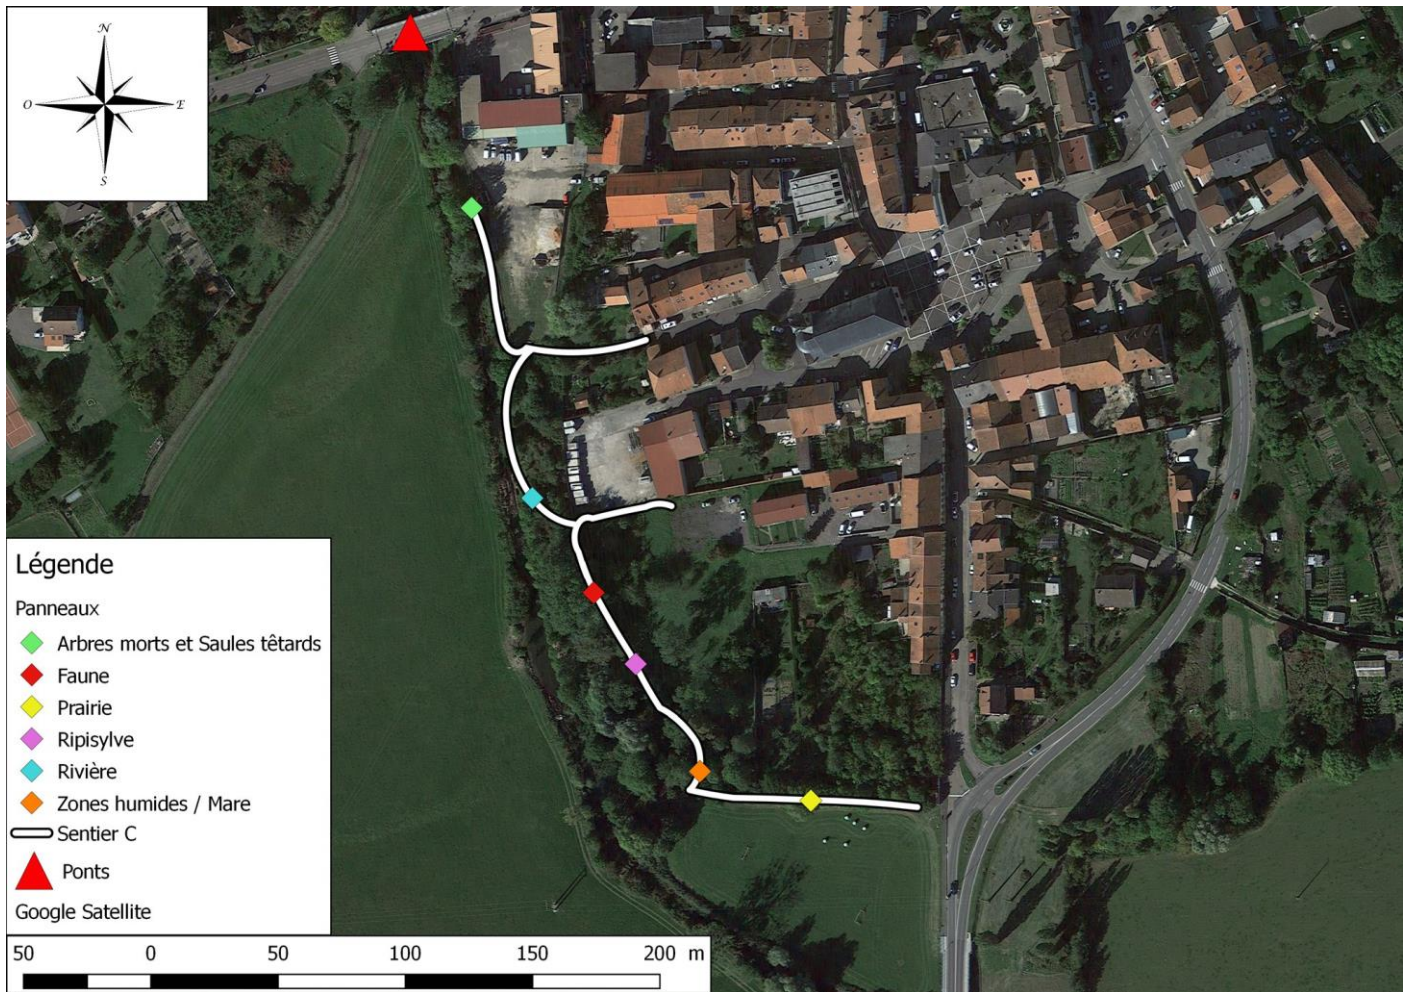 N
O
E
S
Légende
Panneaux
Arbres morts et Saules têtards
Faune
Prairie
Ripisylve
Rivière
Zones humides / Mare
Sentier C
Ponts
Google Satellite
50 0 50 100 150 200 m